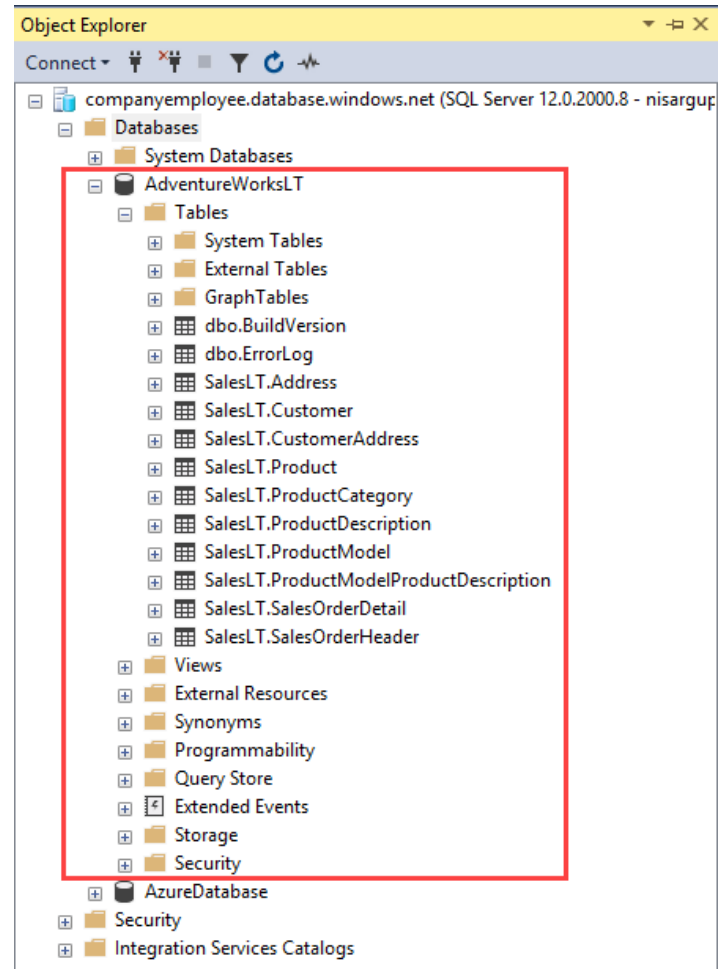 Object Explorer
Connect
companyemployee.database.windows.net (SQL Server 12.0.2000.8 - nisargup
Databases
System Databases
AdventureWorksLT
Tables
System Tables
External Tables
GraphTables
dbo.BuildVersion
dbo.ErrorLog
SalesLT.Address
SalesLT.Customer
SalesLT.CustomerAddress
SalesLT.Product
SalesLT.ProductCategory
SalesLT.ProductDescription
SalesLT.ProductModel
SalesLT.ProductModelProductDescription
SalesLT.SalesOrderDetail
SalesLT.SalesOrderHeader
Views
External Resources
Synonyms
Programmability
Query Store
Extended Events
Storage
Security
AzureDatabase
Security
Integration Services Catalogs